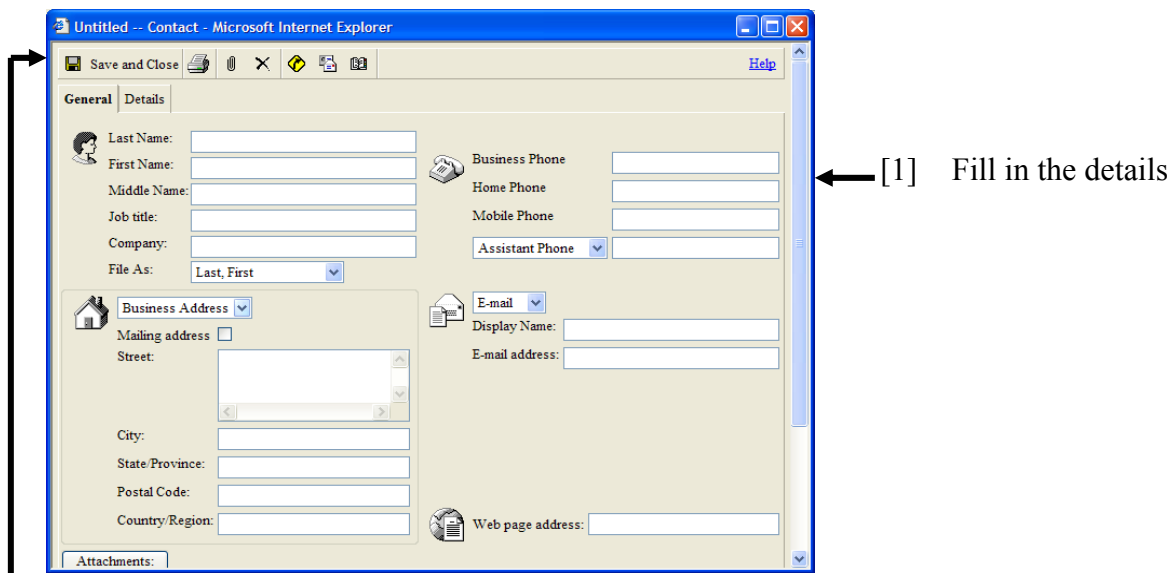 Untitled -- Contact - Microsoft Internet Explorer
Save and Close
Help
General Details
Last Name:
First Name:
Middle Name:
Job title:
Company:
File As: Last, First
Business Phone
Home Phone
Mobile Phone
Assistant Phone
[1] Fill in the details
Business Address
Mailing address
Street:
City:
State/Province:
Postal Code:
Country/Region:
E-mail
Display Name:
E-mail address:
Web page address:
Attachments: